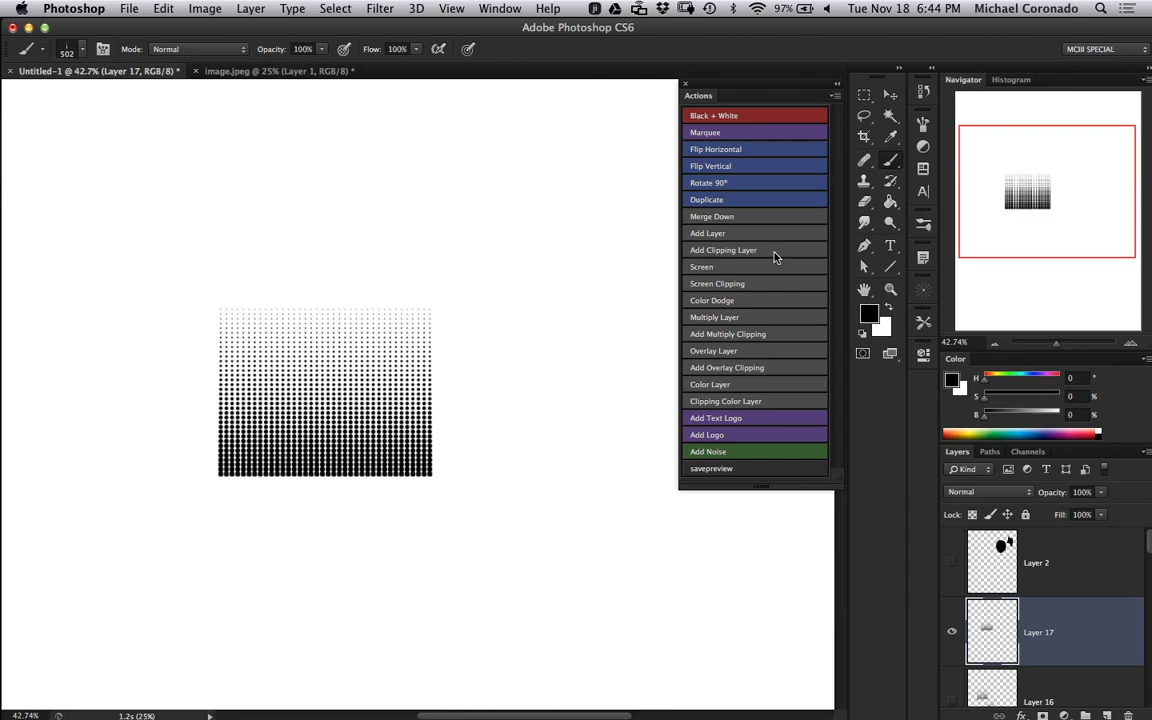 Photoshop File Edit Image Layer Type Select Filter 3D View Window Help 97% Tue Nov 18 6:44 PM Michael Coronado
Adobe Photoshop CS6
502 Mode: Normal Opacity: 100% Flow: 100% MCIII SPECIAL
Untitled-1 @ 42.7% (Layer 17, RGB/8) * image.jpeg @ 25% (Layer 1, RGB/8) *
Actions
Black + White
Marquee
Flip Horizontal
Flip Vertical
Rotate 90°
Duplicate
Merge Down
Add Layer
Add Clipping Layer
Screen
Screen Clipping
Color Dodge
Multiply Layer
Add Multiply Clipping
Overlay Layer
Add Overlay Clipping
Color Layer
Clipping Color Layer
Add Text Logo
Add Logo
Add Noise
savepreview
Navigator Histogram
42.74%
Color
H 0 °
S 0 %
B 0 %
Layers Paths Channels
Kind
Normal Opacity: 100%
Lock: Fill: 100%
Layer 2
Layer 17
Layer 16
42.74% 1.2s (25%)